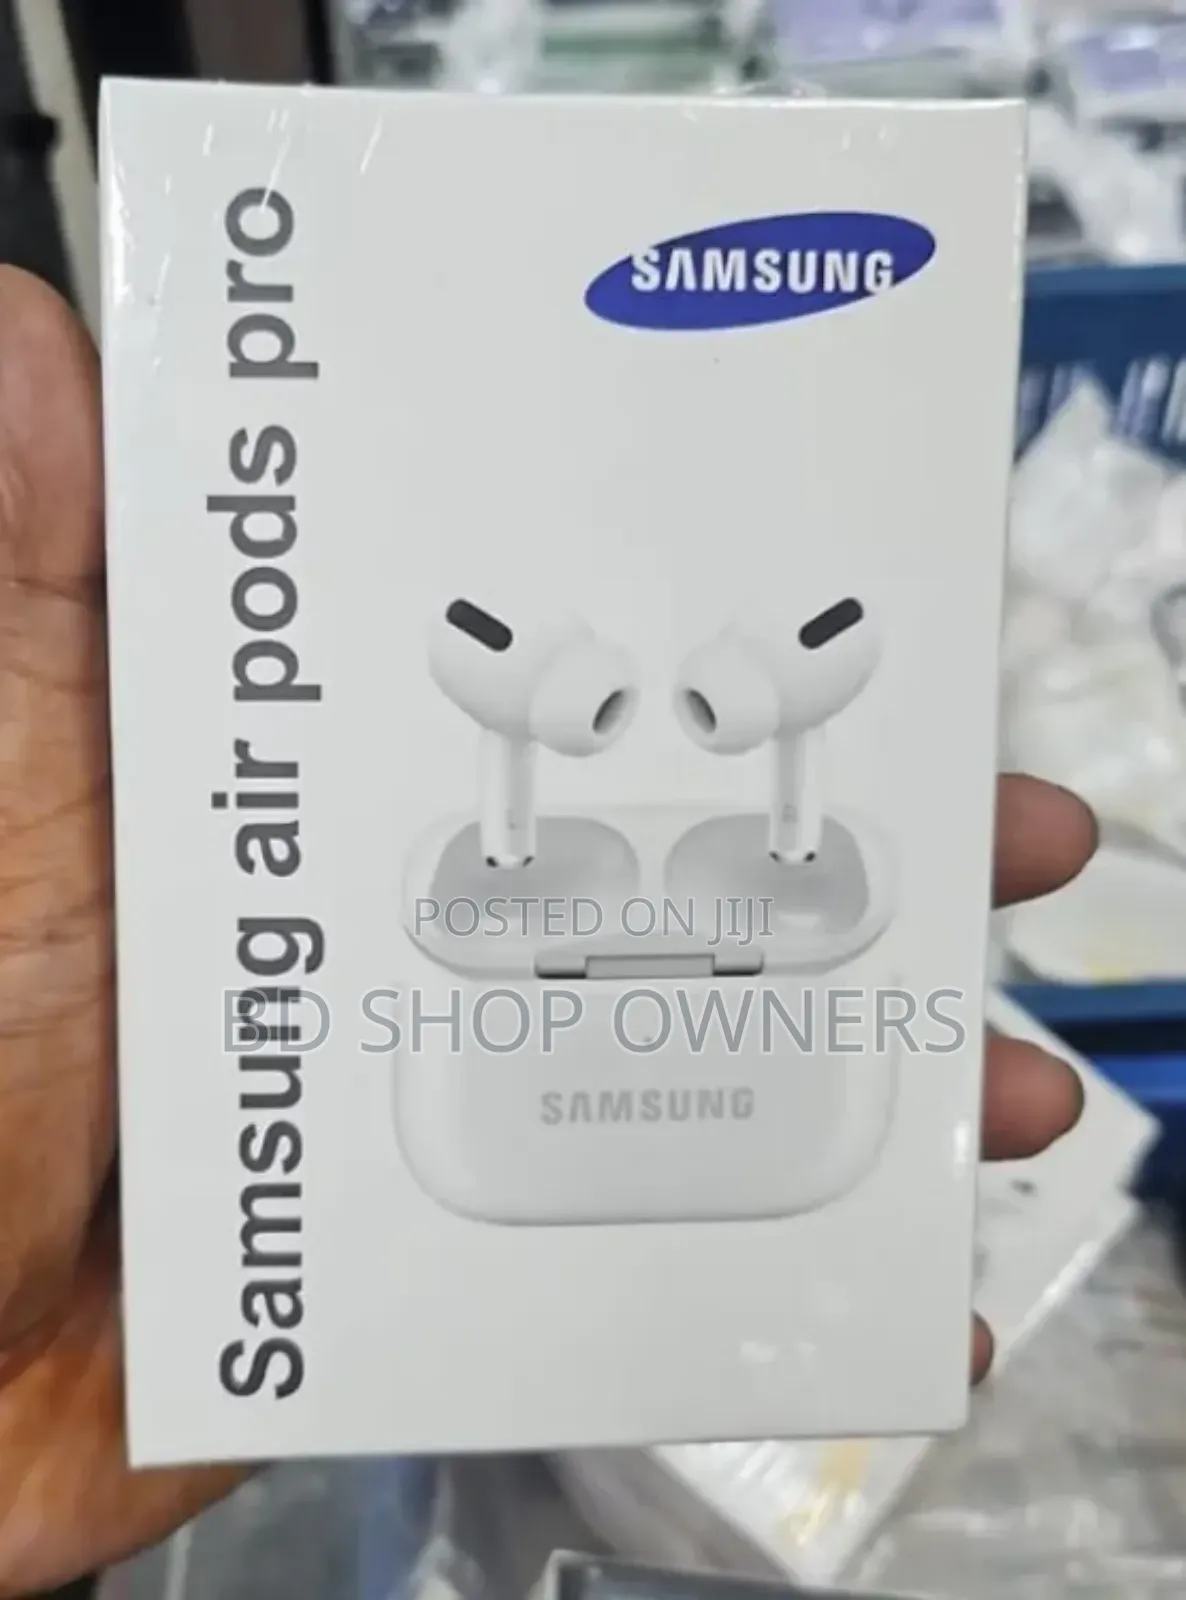 Samsung air pods pro
SAMSUNG
POSTED ON JIJI
BD SHOP OWNERS
SAMSUNG